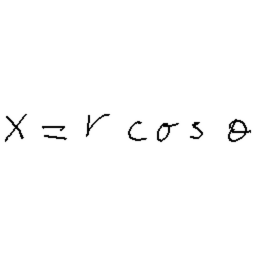 x = r cos θ